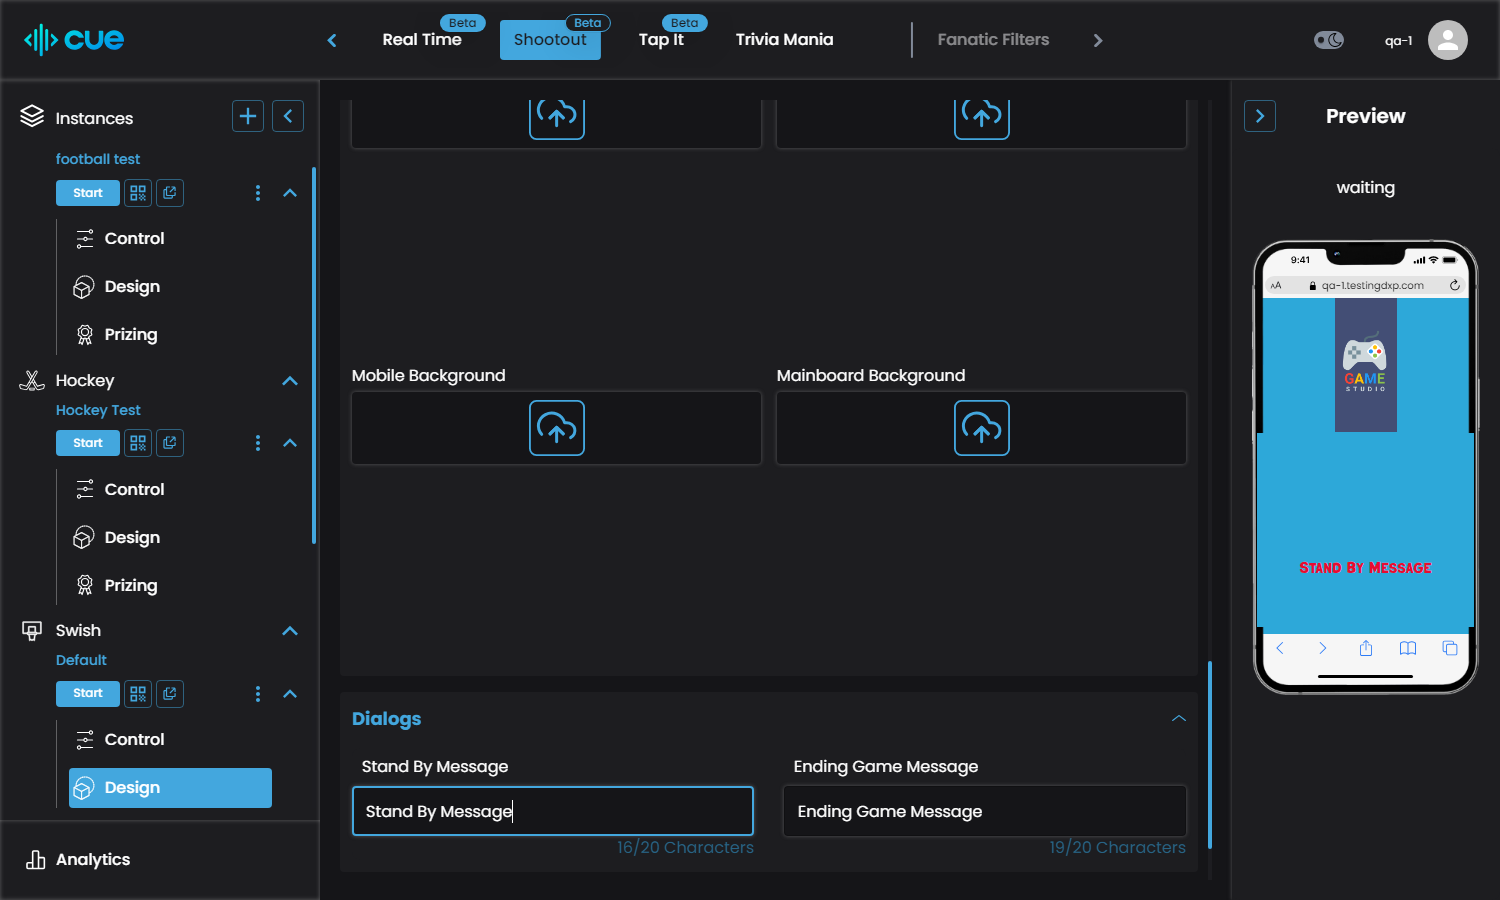 cue
Real Time
Beta
Shootout
Beta
Tap It
Beta
Trivia Mania
Fanatic Filters
qa-1
Instances
football test
Start
Control
Design
Prizing
Hockey
Hockey Test
Start
Control
Design
Prizing
Swish
Default
Start
Control
Design
Analytics
Mobile Background
Mainboard Background
Dialogs
Stand By Message
Stand By Message
16/20 Characters
Ending Game Message
Ending Game Message
19/20 Characters
Preview
waiting
9:41
AA
qa-1.testingdxp.com
GAME
STUDIO
Stand By Message